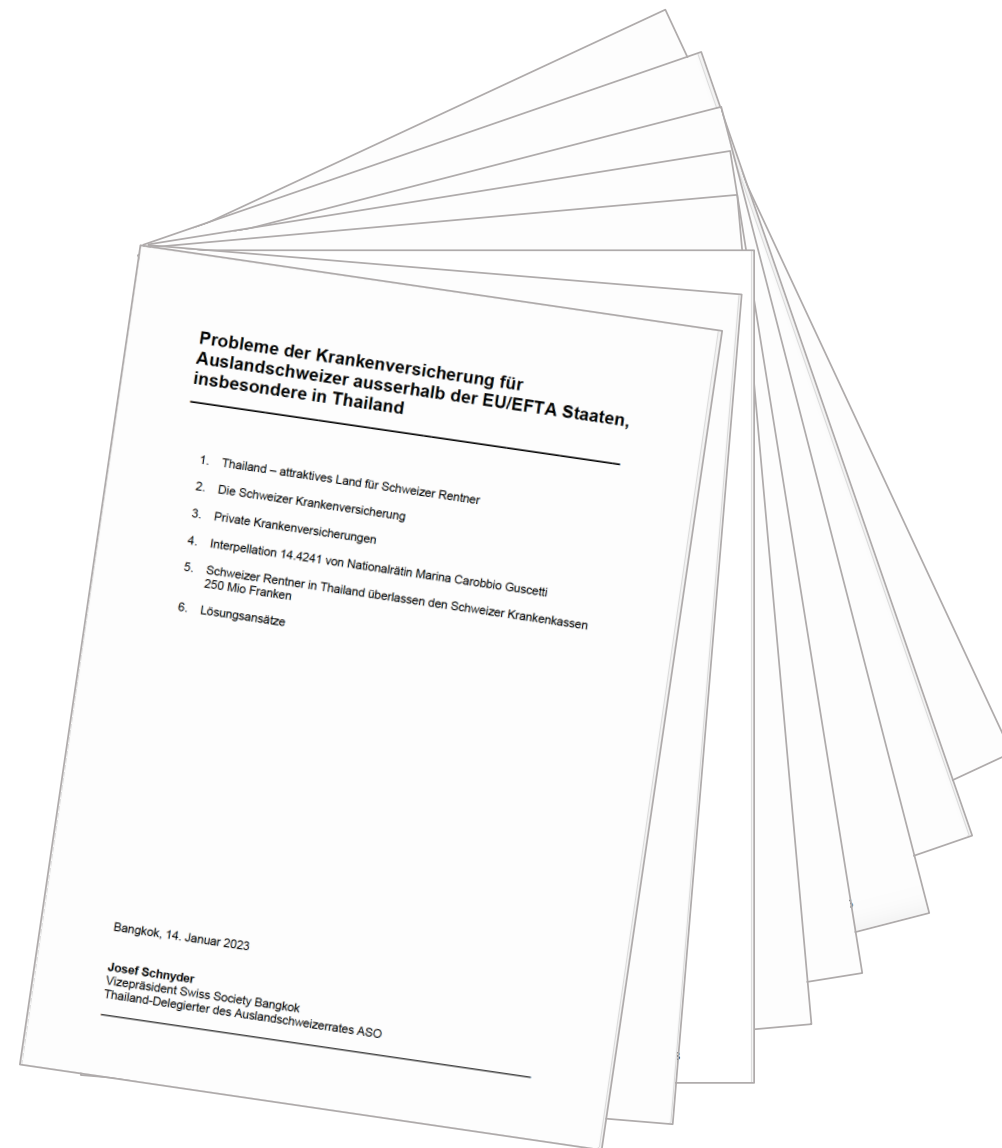 Probleme der Krankenversicherung für
Auslandschweizer ausserhalb der EU/EFTA Staaten,
insbesondere in Thailand
1. Thailand – attraktives Land für Schweizer Rentner
2. Die Schweizer Krankenversicherung
3. Private Krankenversicherungen
4. Interpellation 14.4241 von Nationalrätin Marina Carobbio Guscetti
5. Schweizer Rentner in Thailand überlassen den Schweizer Krankenkassen
250 Mio Franken
6. Lösungsansätze
Bangkok, 14. Januar 2023
Josef Schnyder
Vizepräsident Swiss Society Bangkok
Thailand-Delegierter des Auslandschweizerrates ASO